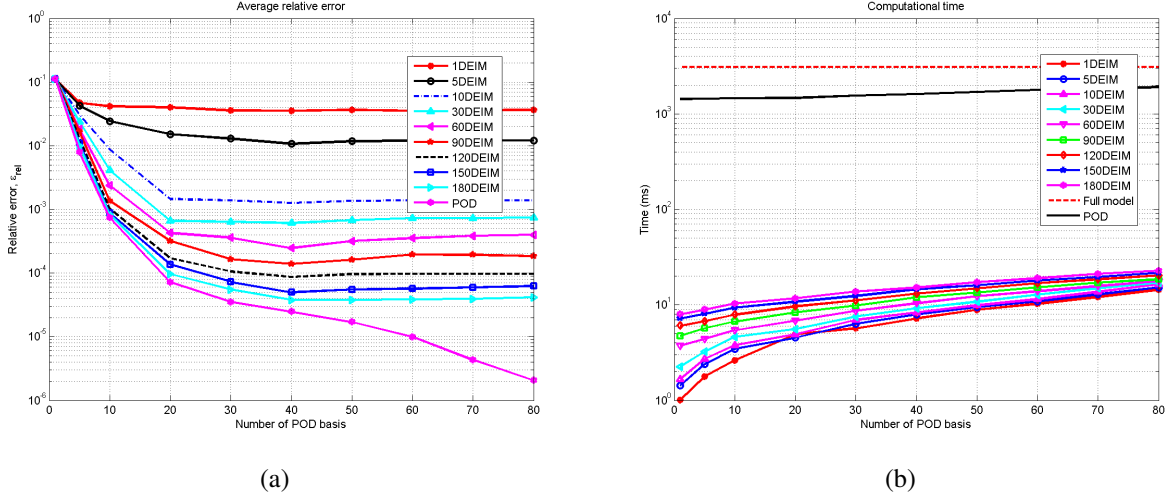 Average relative error
10^0
10^-1
10^-2
10^-3
10^-4
10^-5
10^-6
Relative error, ε_rel
0 10 20 30 40 50 60 70 80
Number of POD basis
1DEIM
5DEIM
10DEIM
30DEIM
60DEIM
90DEIM
120DEIM
150DEIM
180DEIM
POD
(a)
Computational time
10^4
10^3
10^2
10^1
10^0
Time (ms)
0 10 20 30 40 50 60 70 80
Number of POD basis
1DEIM
5DEIM
10DEIM
30DEIM
60DEIM
90DEIM
120DEIM
150DEIM
180DEIM
Full model
POD
(b)